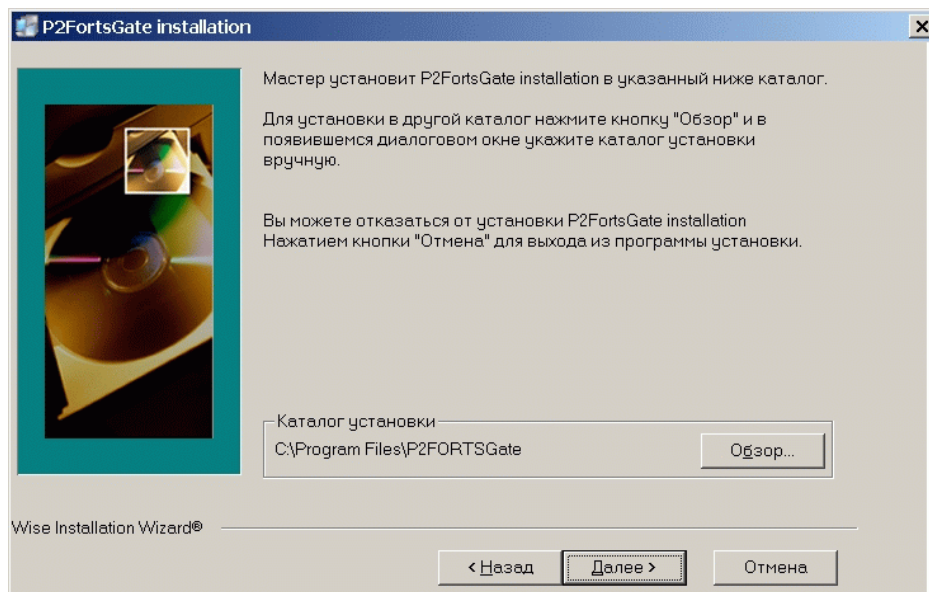 P2FortsGate installation
Мастер установит P2FortsGate installation в указанный ниже каталог.
Для установки в другой каталог нажмите кнопку "Обзор" и в
появившемся диалоговом окне укажите каталог установки
вручную.
Вы можете отказаться от установки P2FortsGate installation
Нажатием кнопки "Отмена" для выхода из программы установки.
Каталог установки
C:\Program Files\P2FORTSGate
Обзор...
Wise Installation Wizard®
< Назад
Далее >
Отмена